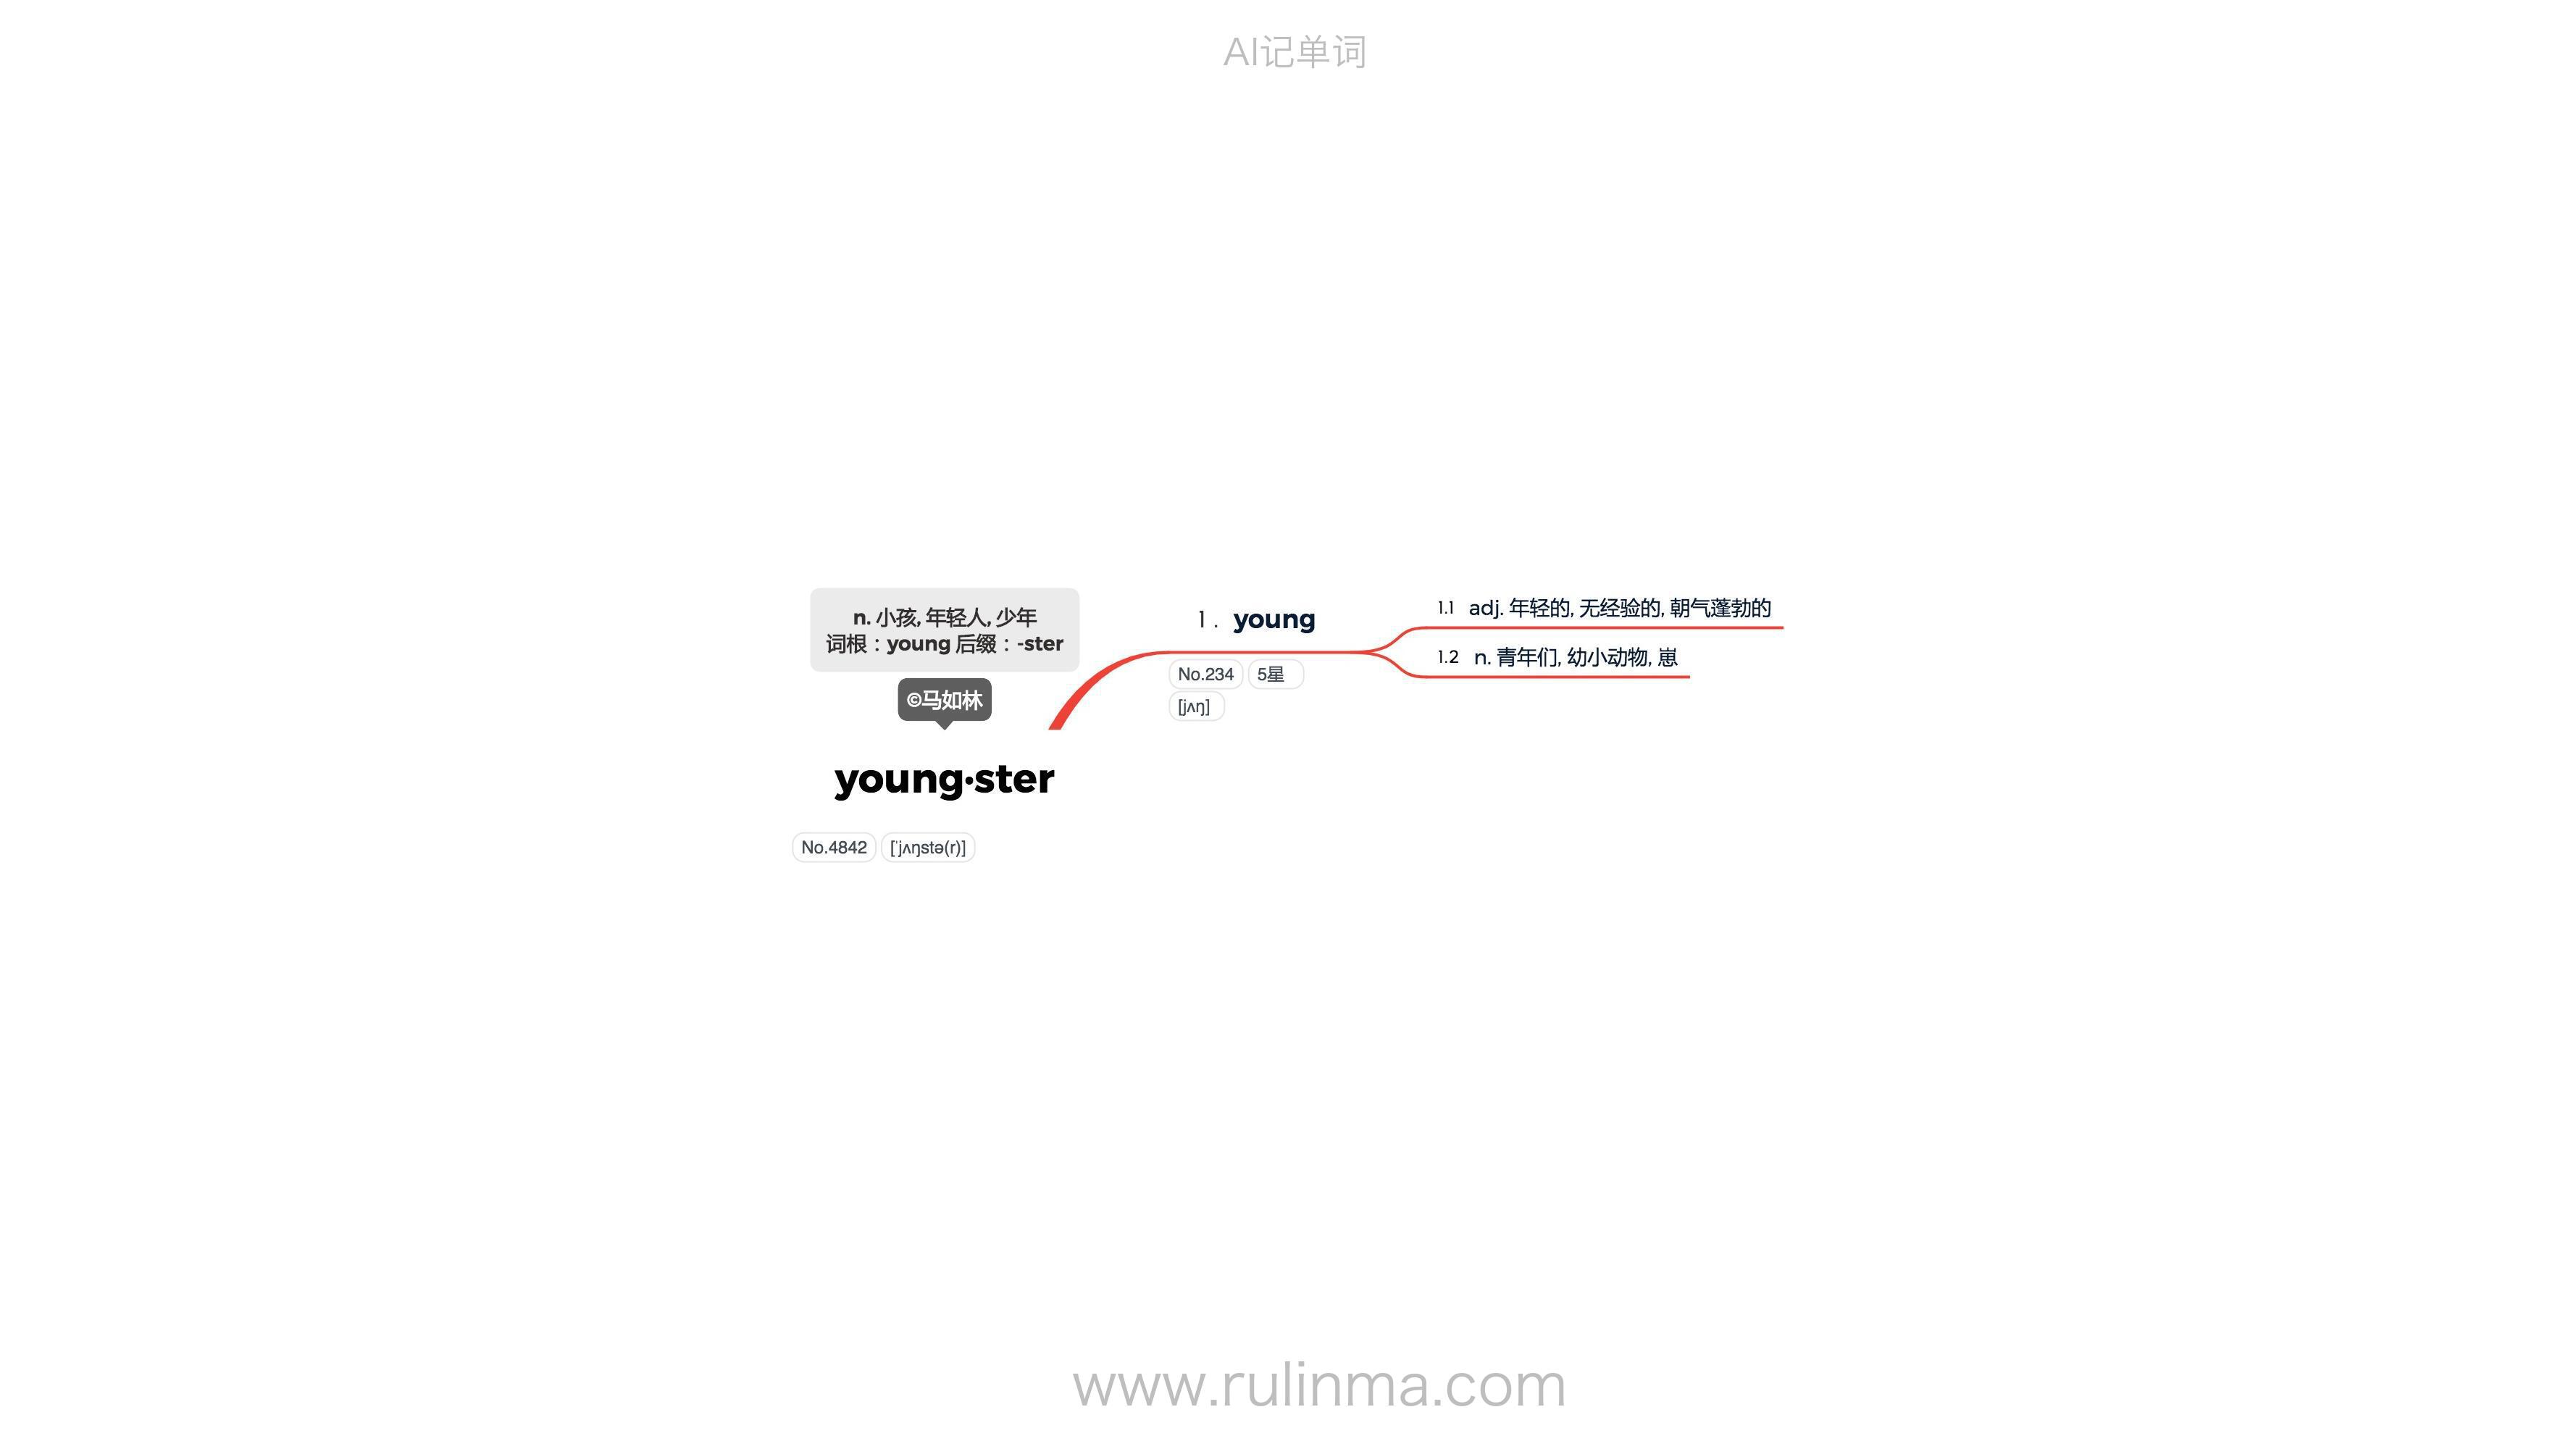 AI记单词
n. 小孩, 年轻人, 少年
词根：young 后缀：-ster
©马如林
young·ster
No.4842 [ˈjʌŋstə(r)]
1. young
No.234 5星
[jʌŋ]
1.1 adj. 年轻的, 无经验的, 朝气蓬勃的
1.2 n. 青年们, 幼小动物, 崽
www.rulinma.com